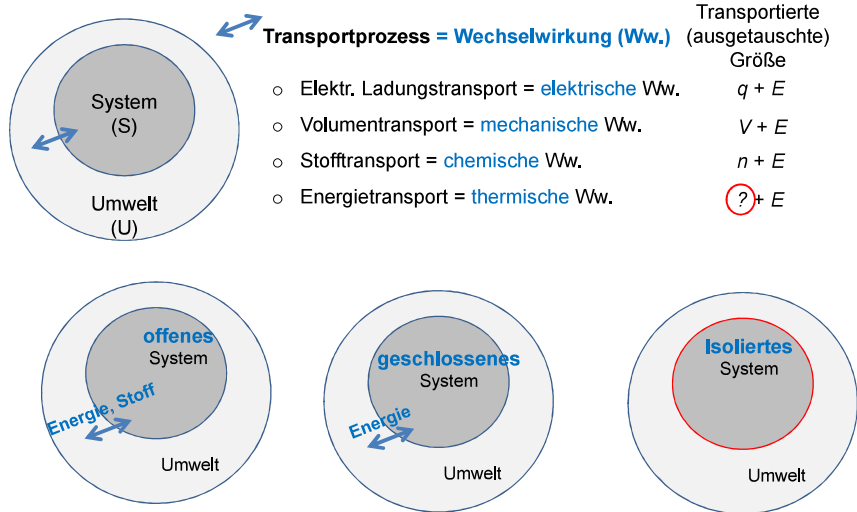 Transportprozess = Wechselwirkung (Ww.)
Transportierte
(ausgetauschte)
Größe
○ Elektr. Ladungstransport = elektrische Ww. q + E
○ Volumentransport = mechanische Ww. V + E
○ Stofftransport = chemische Ww. n + E
○ Energietransport = thermische Ww. ? + E
System
(S)
Umwelt
(U)
offenes
System
Energie, Stoff
Umwelt
geschlossenes
System
Energie
Umwelt
Isoliertes
System
Umwelt